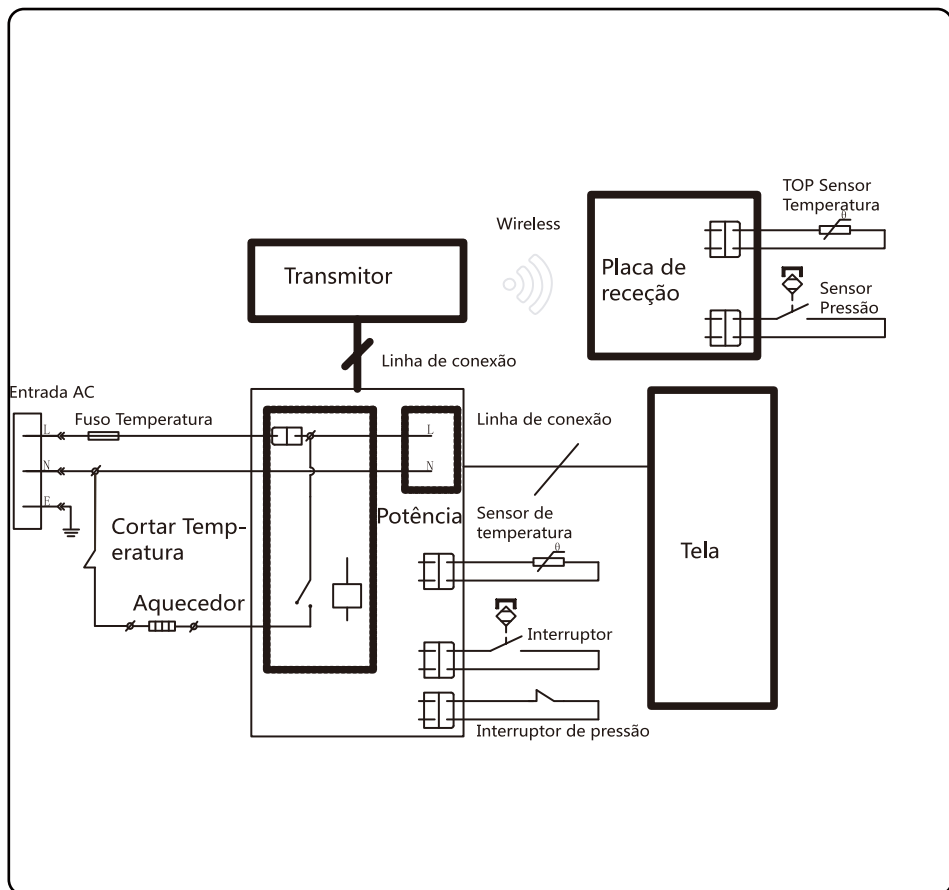 TOP Sensor
Temperatura
θ
Wireless
Transmitor
Placa de
receção
Sensor
Pressão
Linha de conexão
Entrada AC
Fuso Temperatura
Linha de conexão
L
L
N
N
E
Potência
Sensor de
temperatura
θ
Cortar Temp-
eratura
Tela
Aquecedor
Interruptor
Interruptor de pressão